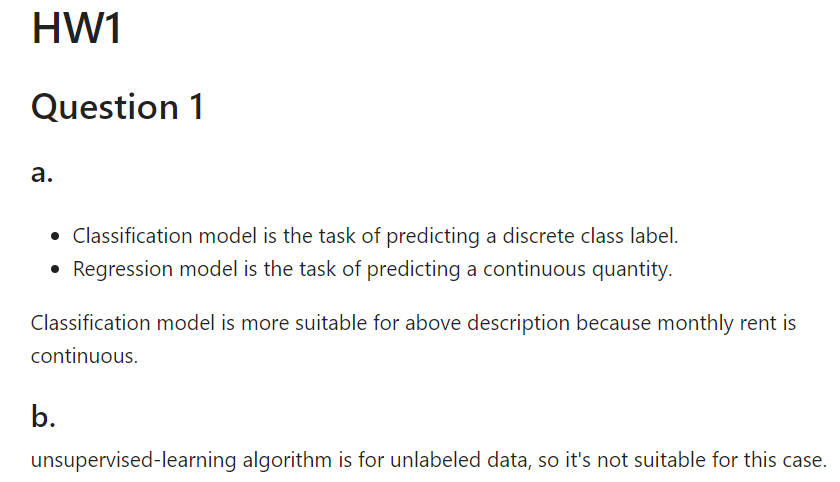 HW1
Question 1
a.
• Classification model is the task of predicting a discrete class label.
• Regression model is the task of predicting a continuous quantity.
Classification model is more suitable for above description because monthly rent is
continuous.
b.
unsupervised-learning algorithm is for unlabeled data, so it's not suitable for this case.